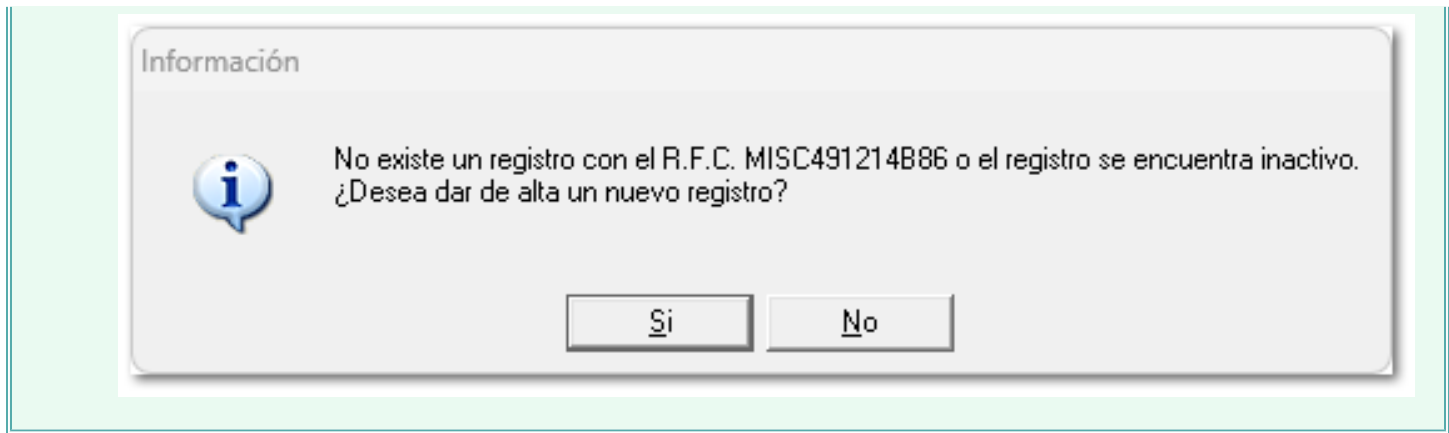 Información
No existe un registro con el R.F.C. MISC491214B86 o el registro se encuentra inactivo.
¿Desea dar de alta un nuevo registro?
Si
No